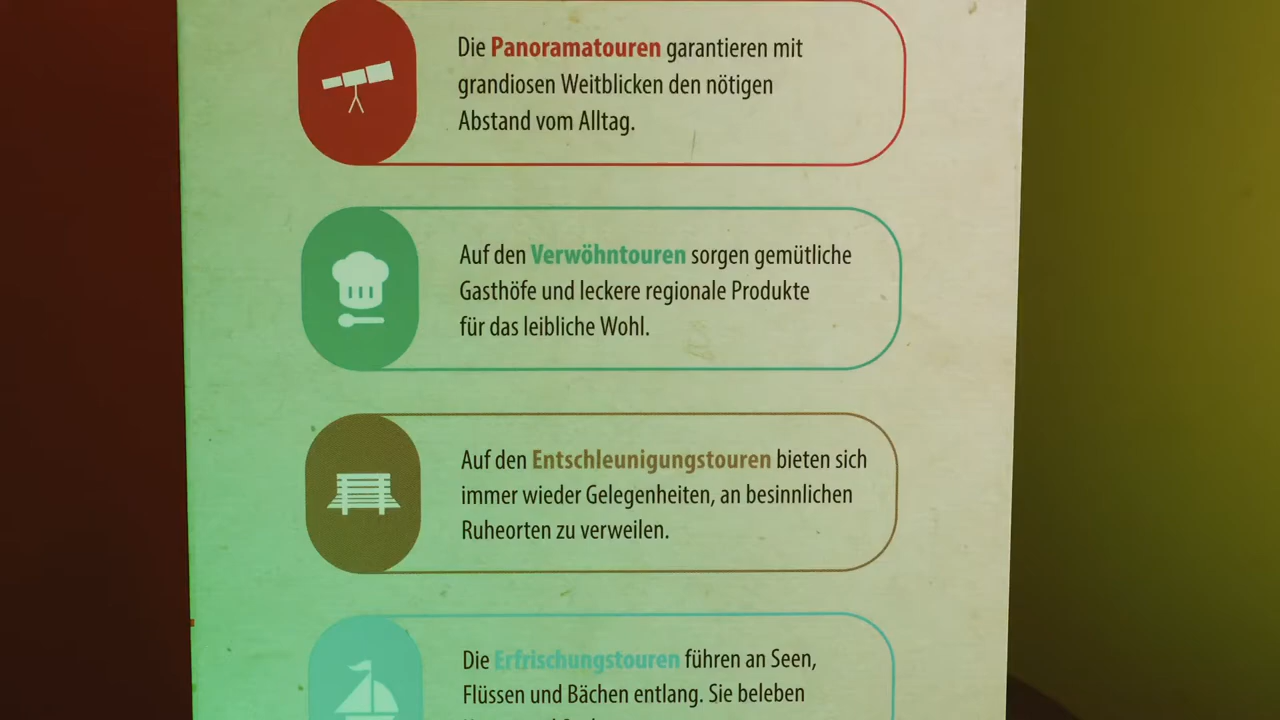 Die Panoramatouren garantieren mit
grandiosen Weitblicken den nötigen
Abstand vom Alltag.
Auf den Verwöhntouren sorgen gemütliche
Gasthöfe und leckere regionale Produkte
für das leibliche Wohl.
Auf den Entschleunigungstouren bieten sich
immer wieder Gelegenheiten, an besinnlichen
Ruheorten zu verweilen.
Die Erfrischungstouren führen an Seen,
Flüssen und Bächen entlang. Sie beleben